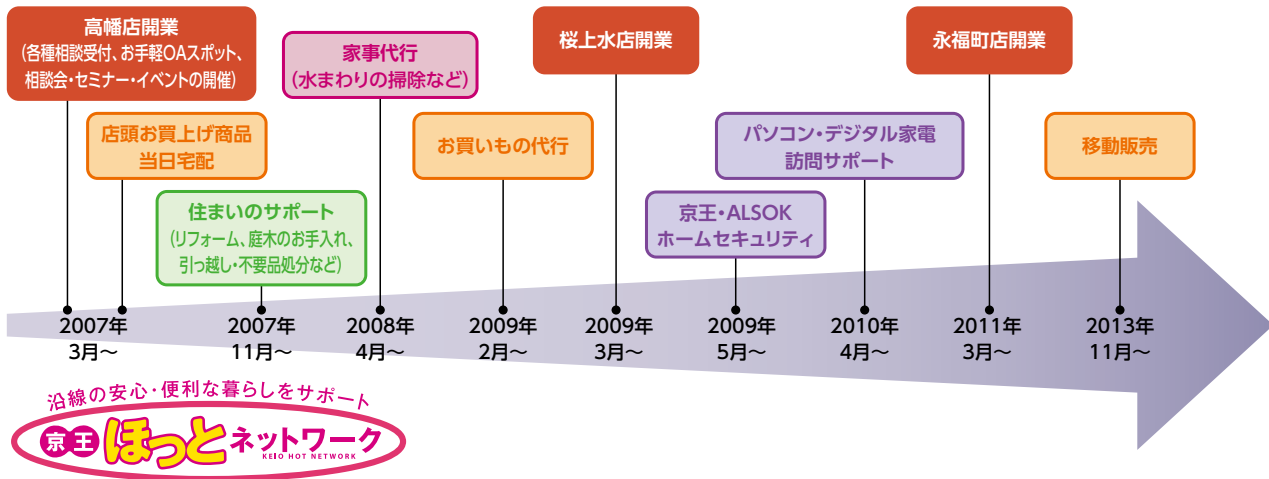 高幡店開業
(各種相談受付、お手軽OAスポット、
相談会・セミナー・イベントの開催)
店頭お買上げ商品
当日宅配
住まいのサポート
(リフォーム、庭木のお手入れ、
引っ越し・不要品処分など)
家事代行
(水まわりの掃除など)
お買いもの代行
桜上水店開業
京王・ALSOK
ホームセキュリティ
パソコン・デジタル家電
訪問サポート
永福町店開業
移動販売
2007年
3月～
2007年
11月～
2008年
4月～
2009年
2月～
2009年
3月～
2009年
5月～
2010年
4月～
2011年
3月～
2013年
11月～
沿線の安心・便利な暮らしをサポート
京王ほっとネットワーク
KEIO HOT NETWORK